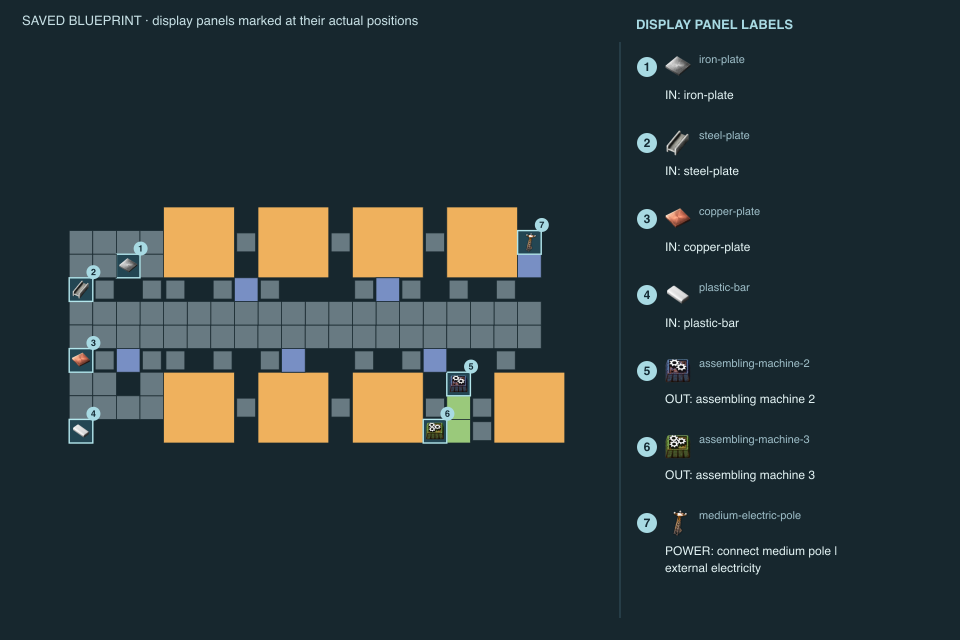 SAVED BLUEPRINT · display panels marked at their actual positions
1
2
3
4
5
6
7
DISPLAY PANEL LABELS
1 iron-plate
IN: iron-plate
2 steel-plate
IN: steel-plate
3 copper-plate
IN: copper-plate
4 plastic-bar
IN: plastic-bar
5 assembling-machine-2
OUT: assembling machine 2
6 assembling-machine-3
OUT: assembling machine 3
7 medium-electric-pole
POWER: connect medium pole |
external electricity